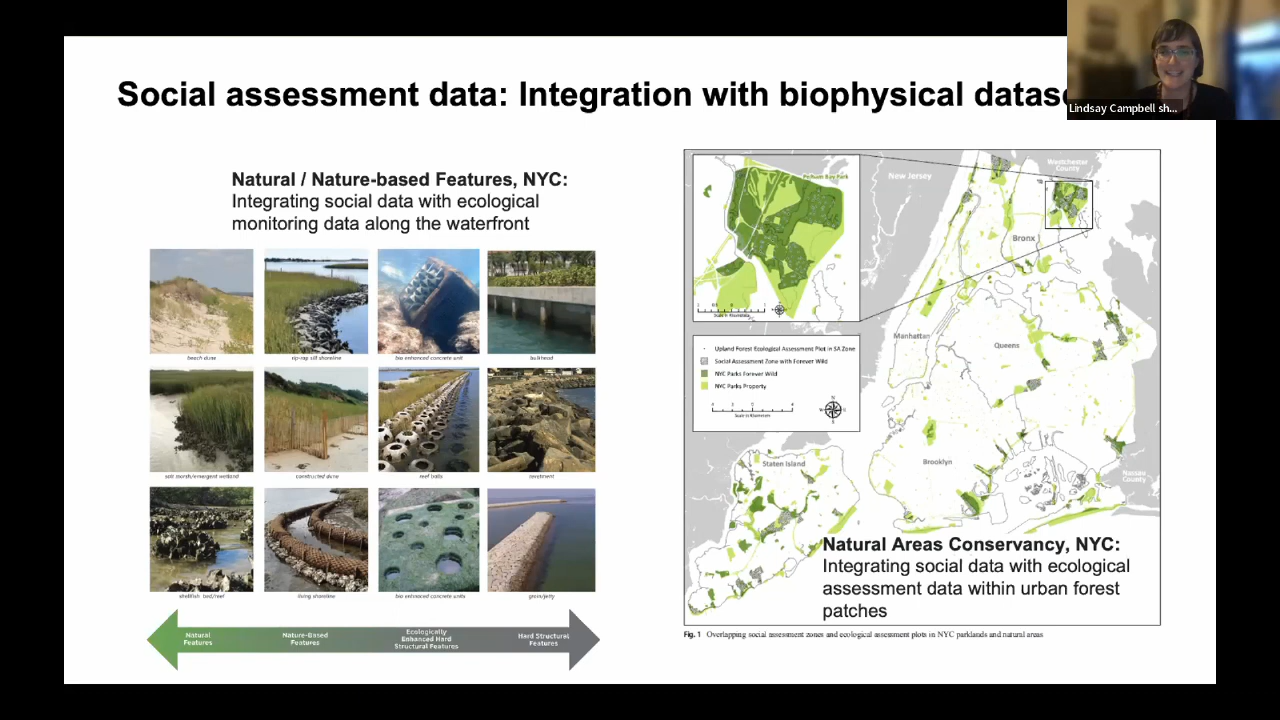 Social assessment data: Integration with biophysical datas
Lindsay Campbell sh...
Natural / Nature-based Features, NYC:
Integrating social data with ecological
monitoring data along the waterfront
beach dune
rip-rap sill shoreline
bio enhanced concrete unit
bulkhead
salt marsh/emergent wetland
constructed dune
reef balls
revetment
shellfish bed/reef
living shoreline
bio enhanced concrete units
groin/jetty
Natural
Features
Nature-Based
Features
Ecologically
Enhanced Hard
Structural Features
Hard Structural
Features
Pelham Bay Park
New Jersey
Westchester
County
Bronx
Manhattan
Queens
Upland Forest Ecological Assessment Plot in SA Zone
Social Assessment Zone with Forever Wild
NYC Parks Forever Wild
NYC Parks Property
Scale in Kilometers
N
Staten Island
Brooklyn
Nassau
County
Natural Areas Conservancy, NYC:
Integrating social data with ecological
assessment data within urban forest
patches
Fig. 1 Overlapping social assessment zones and ecological assessment plots in NYC parklands and natural areas